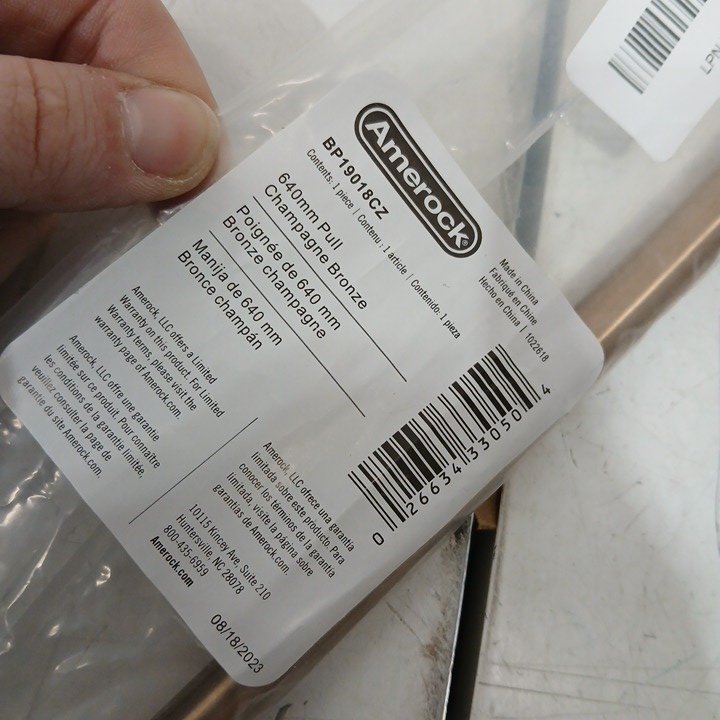 Amerock®
BP19018CZ
Contents: 1 piece | Contenu: 1 article | Contenido: 1 pieza
640mm Pull
Champagne Bronze
Poignée de 640 mm
Bronze champagne
Manija de 640 mm
Bronce champán
Made in China
Fabriqué en Chine
Hecho en China | 1022618
Amerock, LLC offers a Limited
Warranty on this product. For Limited
Warranty terms, please visit the
warranty page of Amerock.com.
Amerock, LLC offre une garantie
limitée sur ce produit. Pour connaître
les conditions de la garantie limitée,
veuillez consulter la page de
garantie du site Amerock.com.
Amerock, LLC ofrece una garantía
limitada sobre este producto. Para
conocer los términos de la garantía
limitada, visite la página sobre
garantías de Amerock.com.
0 26634 33050 4
10115 Kincey Ave, Suite 210
Huntersville, NC 28078
800-435-6959
Amerock.com
08/18/2023
LPN